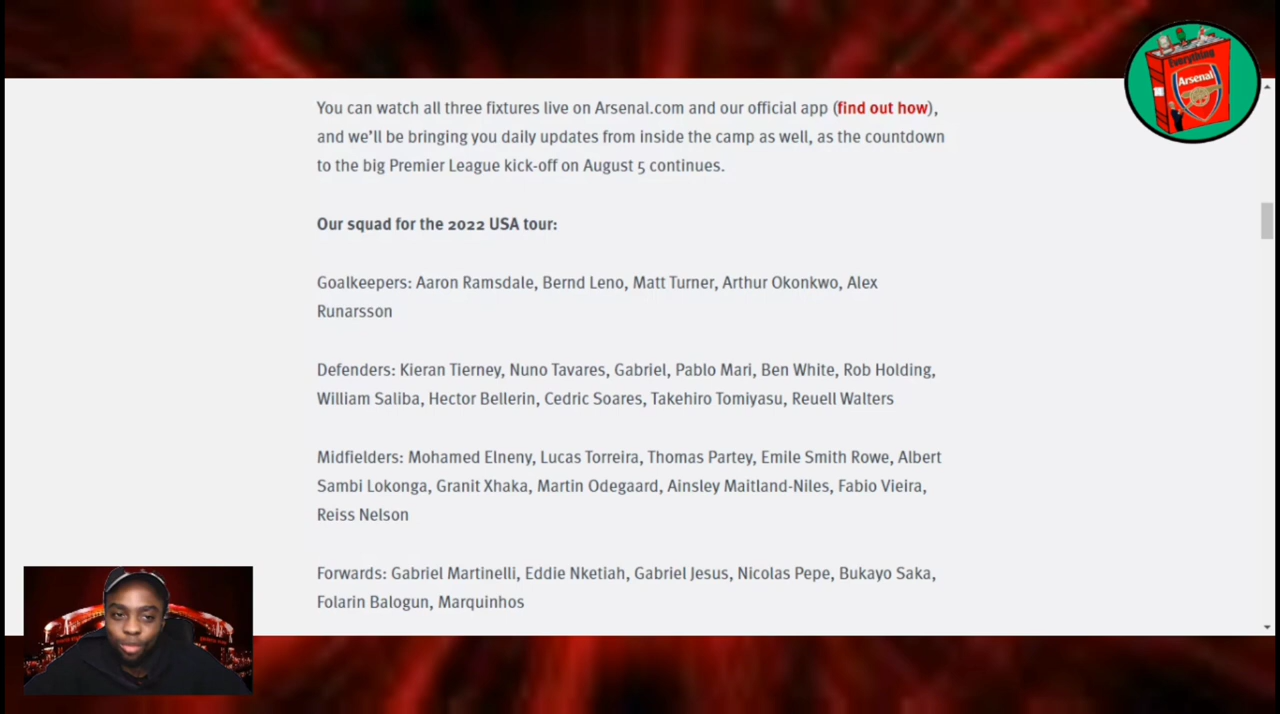 Everything
Arsenal
You can watch all three fixtures live on Arsenal.com and our official app (find out how),
and we'll be bringing you daily updates from inside the camp as well, as the countdown
to the big Premier League kick-off on August 5 continues.
Our squad for the 2022 USA tour:
Goalkeepers: Aaron Ramsdale, Bernd Leno, Matt Turner, Arthur Okonkwo, Alex
Runarsson
Defenders: Kieran Tierney, Nuno Tavares, Gabriel, Pablo Mari, Ben White, Rob Holding,
William Saliba, Hector Bellerin, Cedric Soares, Takehiro Tomiyasu, Reuell Walters
Midfielders: Mohamed Elneny, Lucas Torreira, Thomas Partey, Emile Smith Rowe, Albert
Sambi Lokonga, Granit Xhaka, Martin Odegaard, Ainsley Maitland-Niles, Fabio Vieira,
Reiss Nelson
Forwards: Gabriel Martinelli, Eddie Nketiah, Gabriel Jesus, Nicolas Pepe, Bukayo Saka,
Folarin Balogun, Marquinhos